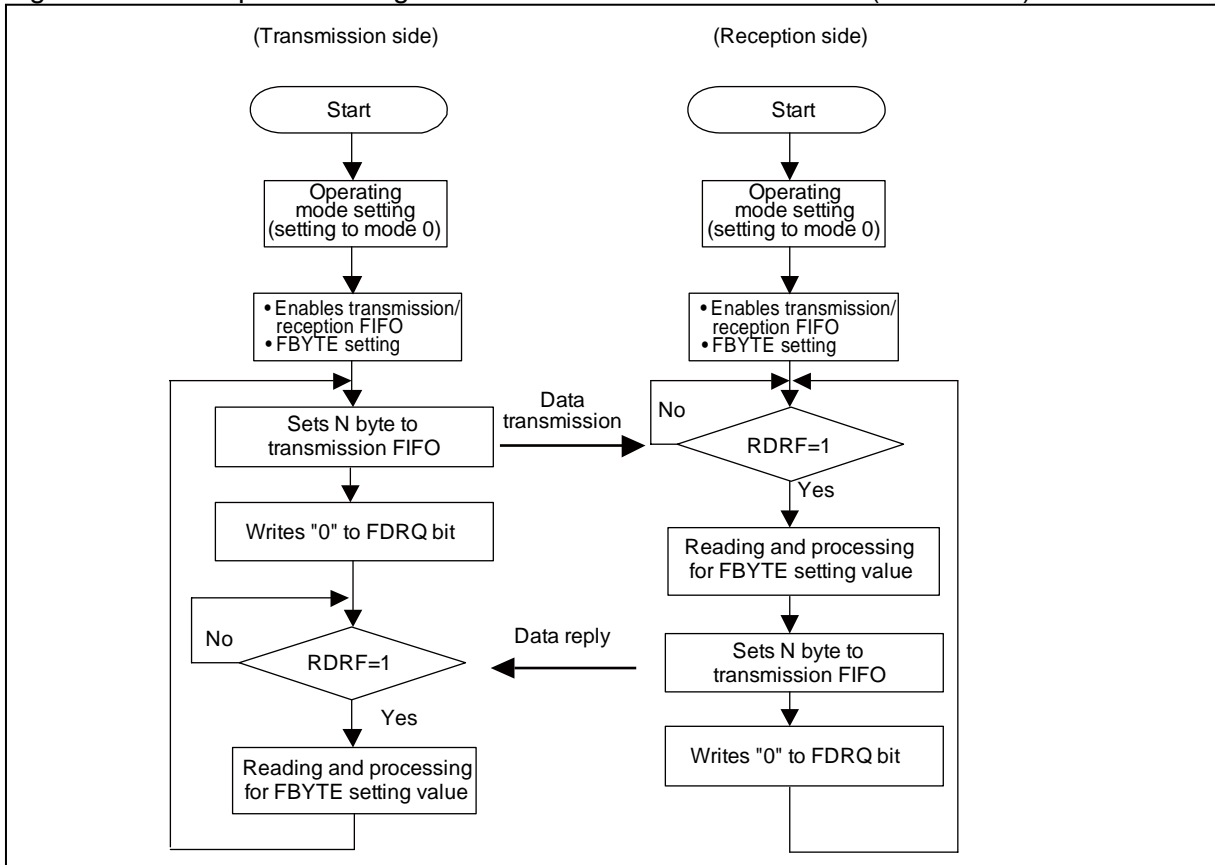 (Transmission side)
Start
Operating
mode setting
(setting to mode 0)
• Enables transmission/
reception FIFO
• FBYTE setting
Sets N byte to
transmission FIFO
Writes "0" to FDRQ bit
No
RDRF=1
Yes
Reading and processing
for FBYTE setting value
Data
transmission
Data reply
(Reception side)
Start
Operating
mode setting
(setting to mode 0)
• Enables transmission/
reception FIFO
• FBYTE setting
No
RDRF=1
Yes
Reading and processing
for FBYTE setting value
Sets N byte to
transmission FIFO
Writes "0" to FDRQ bit